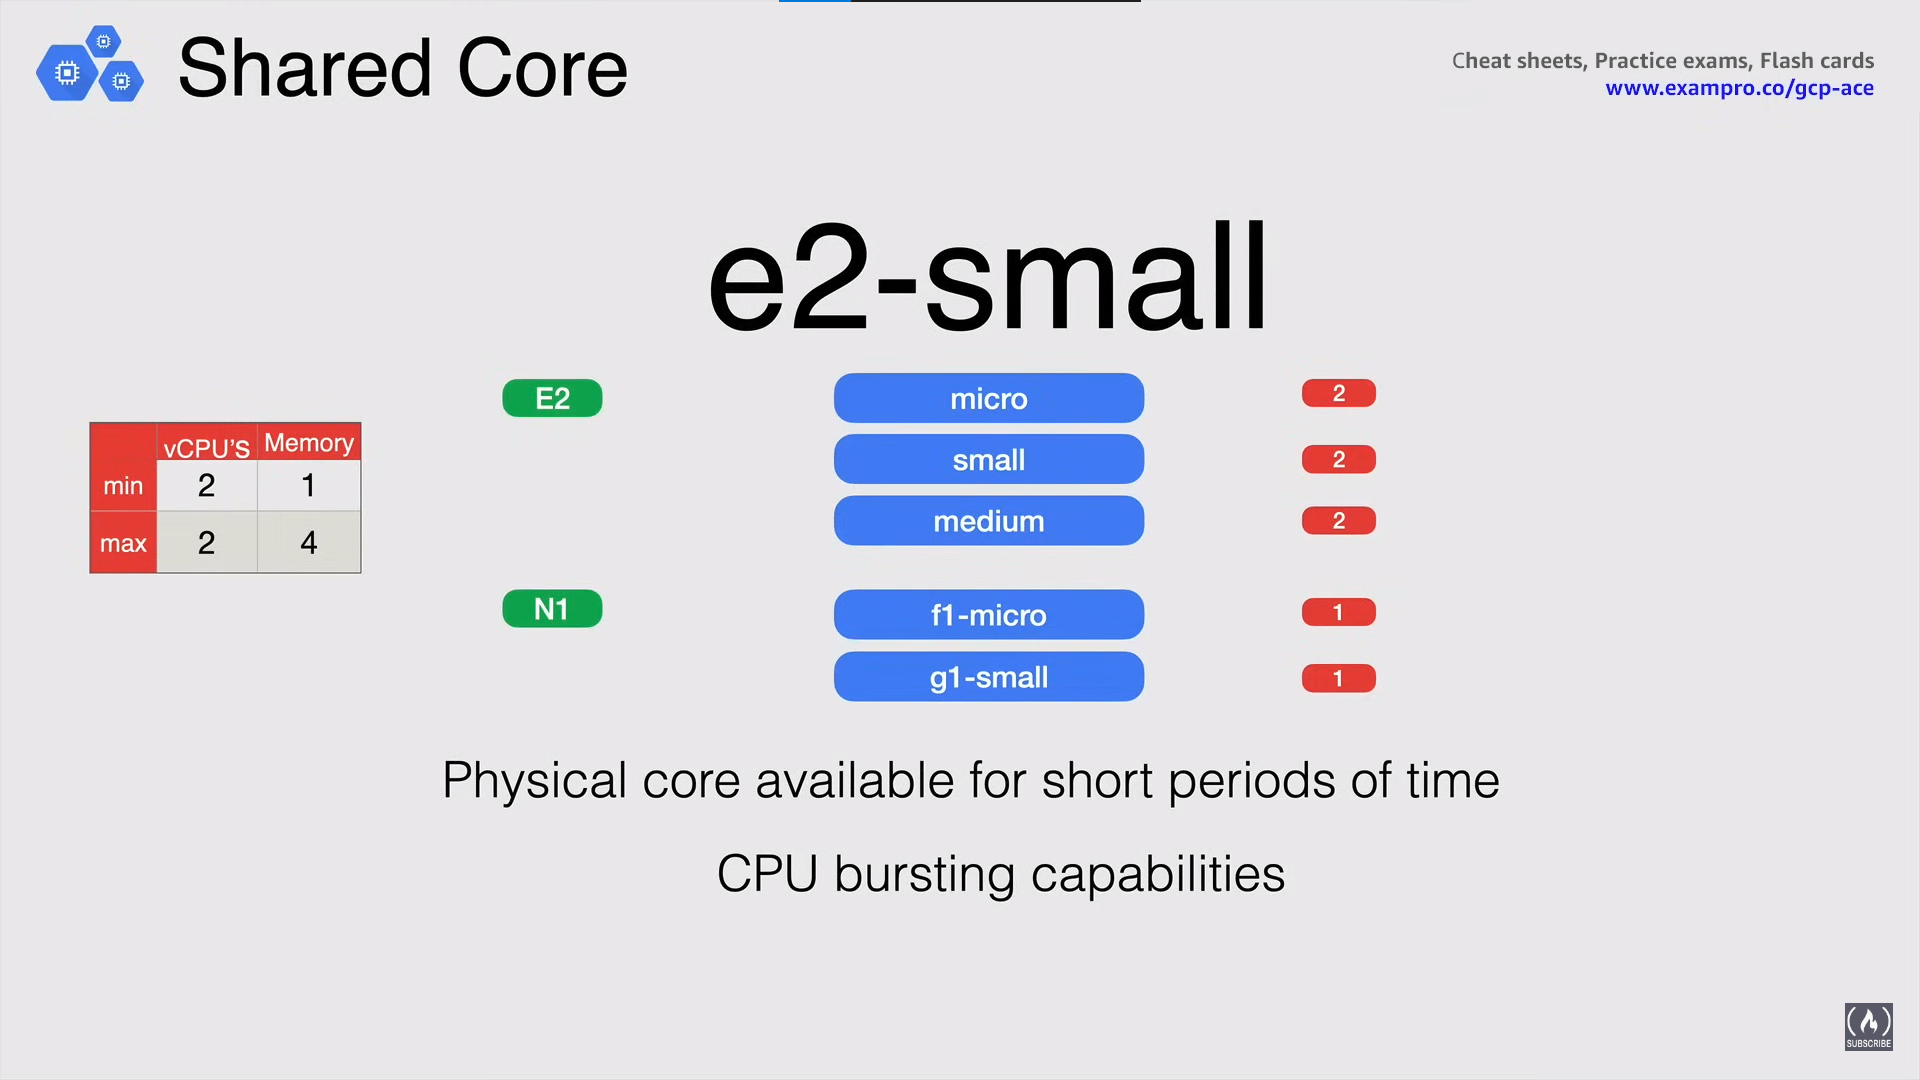 Shared Core
Cheat sheets, Practice exams, Flash cards
www.exampro.co/gcp-ace
e2-small
E2
micro
2
small
2
medium
2
vCPU'S Memory
min 2 1
max 2 4
N1
f1-micro
1
g1-small
1
Physical core available for short periods of time
CPU bursting capabilities
SUBSCRIBE